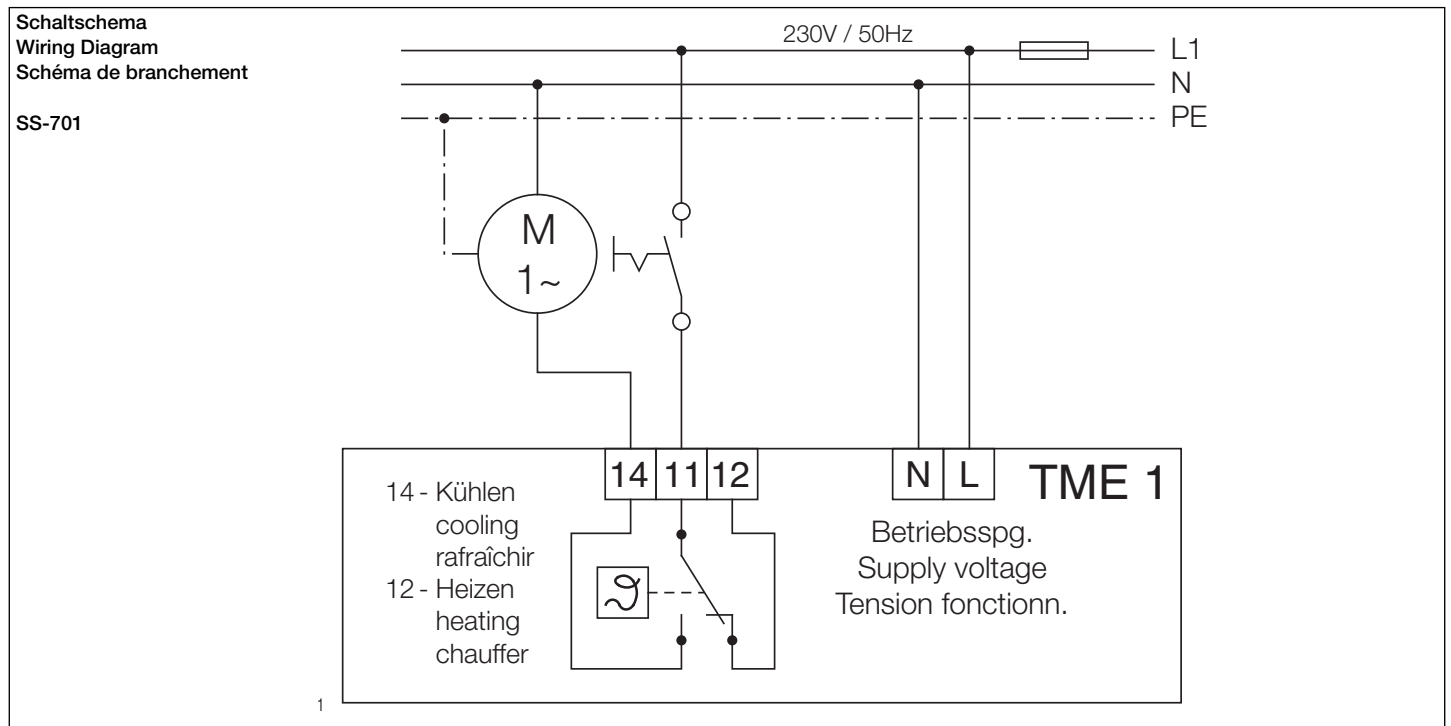 Schaltschema
Wiring Diagram
Schéma de branchement
SS-701
230V / 50Hz
L1
N
PE
M
1~
14 11 12
N L
TME 1
14 - Kühlen
cooling
rafraîchir
12 - Heizen
heating
chauffer
Betriebsspg.
Supply voltage
Tension fonctionn.
1